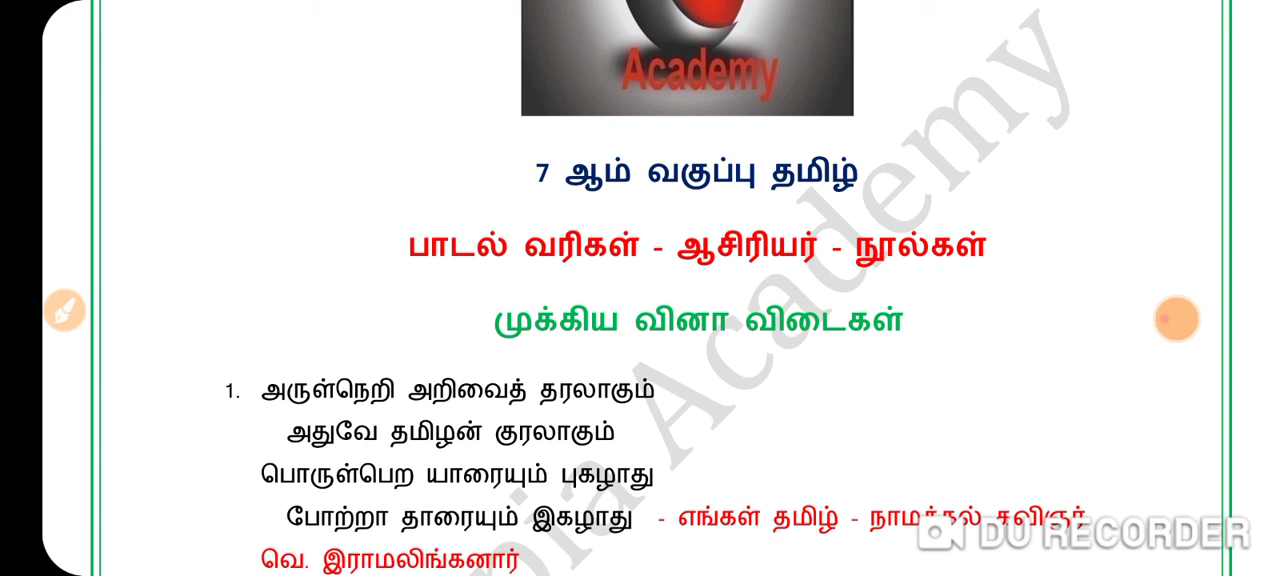 Academy
7 ஆம் வகுப்பு தமிழ்
பாடல் வரிகள் - ஆசிரியர் - நூல்கள்
முக்கிய வினா விடைகள்
1. அருள்நெறி அறிவைத் தரலாகும்
அதுவே தமிழன் குரலாகும்
பொருள்பெற யாரையும் புகழாது
போற்றா தாரையும் இகழாது - எங்கள் தமிழ் - நாமக்கல் கவிஞர்
வெ. இராமலிங்கனார்
Academy
DU RECORDER